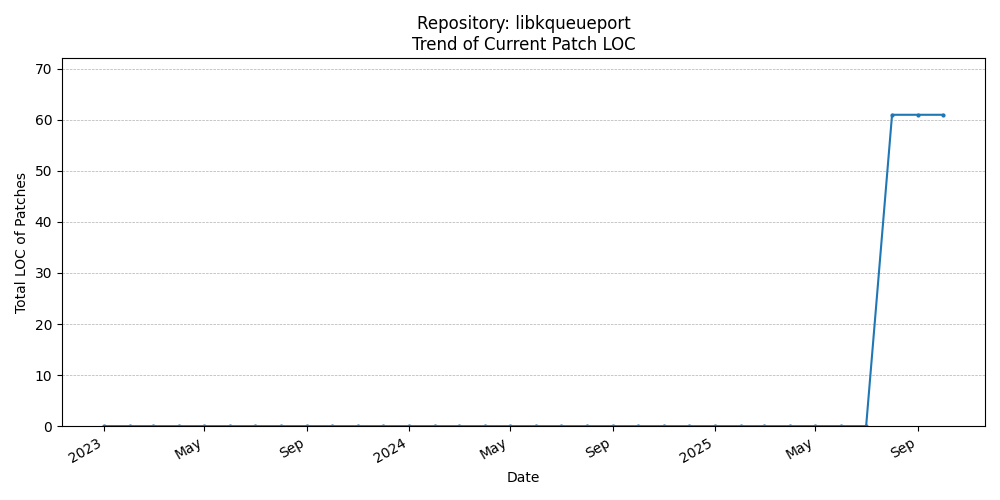 Repository: libkqueueport
Trend of Current Patch LOC
Total LOC of Patches
70
60
50
40
30
20
10
0
2023
May
Sep
2024
May
Sep
2025
May
Sep
Date